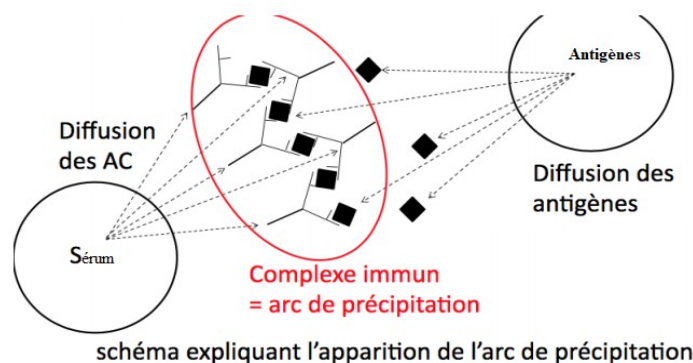 Antigènes
Diffusion
des AC
Diffusion des
antigènes
Sérum
Complexe immun
= arc de précipitation
schéma expliquant l'apparition de l'arc de précipitation